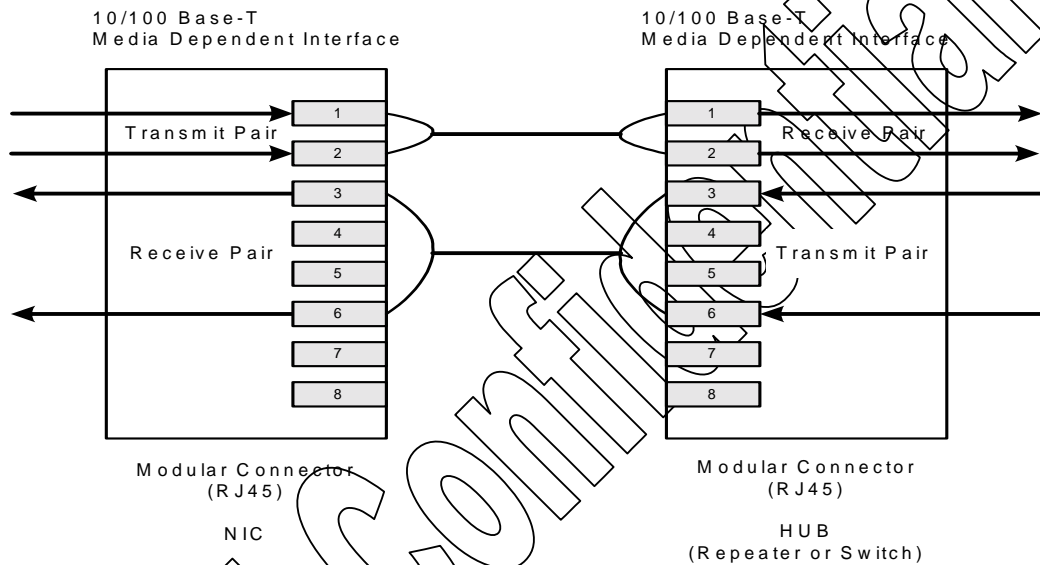 10/100 Base-T
Media Dependent Interface
10/100 Base-T
Media Dependent Interface
1
Transmit Pair
2
3
4
Receive Pair
5
6
7
8
1
Receive Pair
2
3
4
Transmit Pair
5
6
7
8
Modular Connector
(RJ45)
NIC
Modular Connector
(RJ45)
HUB
(Repeater or Switch)
Confidential